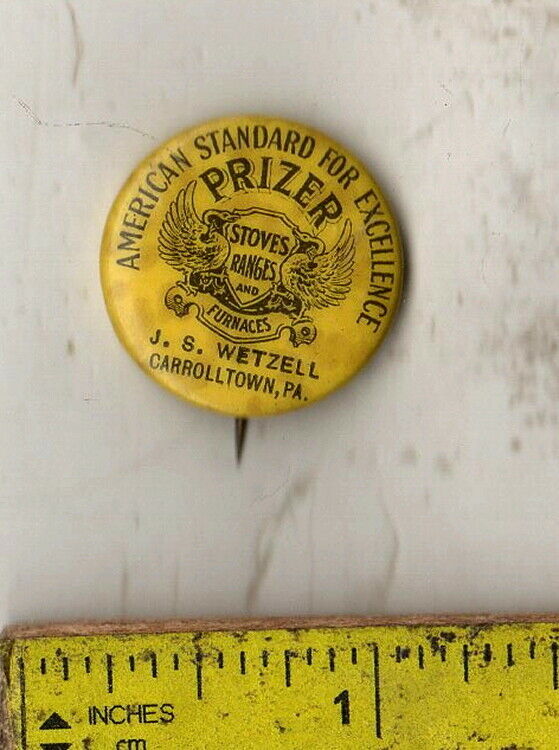 AMERICAN STANDARD FOR EXCELLENCE
PRIZER
STOVES
RANGES
AND
FURNACES
J. S. WETZELL
CARROLLTOWN, PA.
1
INCHES
cm